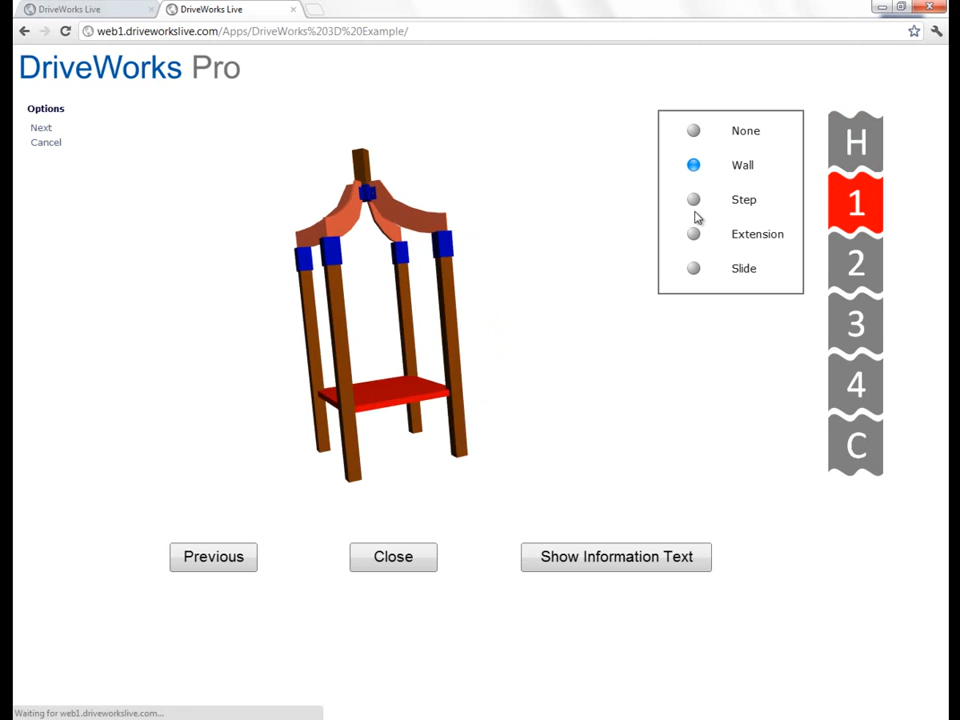 DriveWorks Live
DriveWorks Live
web1.driveworkslive.com/Apps/DriveWorks%203D%20Example/
DriveWorks Pro
Options
Next
Cancel
None
Wall
Step
Extension
Slide
H
1
2
3
4
C
Previous
Close
Show Information Text
Waiting for web1.driveworkslive.com...